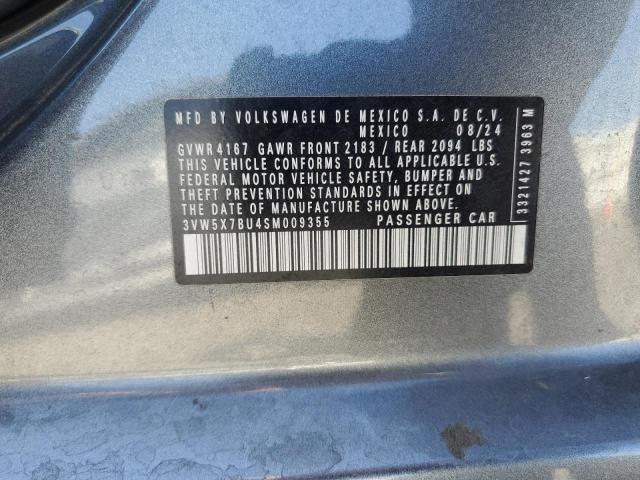 MFD BY VOLKSWAGEN DE MEXICO S.A. DE C.V.
MEXICO 08/24
GVWR 4167 GAWR FRONT 2183 / REAR 2094 LBS
THIS VEHICLE CONFORMS TO ALL APPLICABLE U.S.
FEDERAL MOTOR VEHICLE SAFETY, BUMPER AND
THEFT PREVENTION STANDARDS IN EFFECT ON
THE DATE OF MANUFACTURE SHOWN ABOVE.
3VW5X7BU4SM009355 PASSENGER CAR
3321427 3963 M